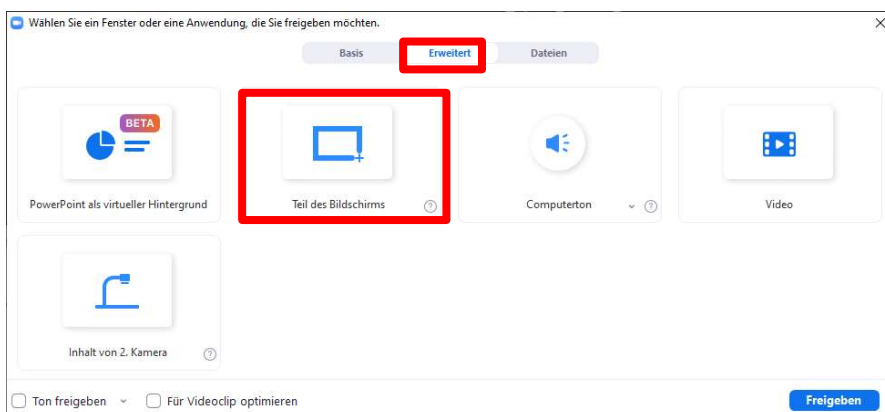 Wählen Sie ein Fenster oder eine Anwendung, die Sie freigeben möchten.
Basis Erweitert Dateien
BETA
PowerPoint als virtueller Hintergrund
Teil des Bildschirms ?
Computerton ?
Video
Inhalt von 2. Kamera ?
Ton freigeben Für Videoclip optimieren Freigeben